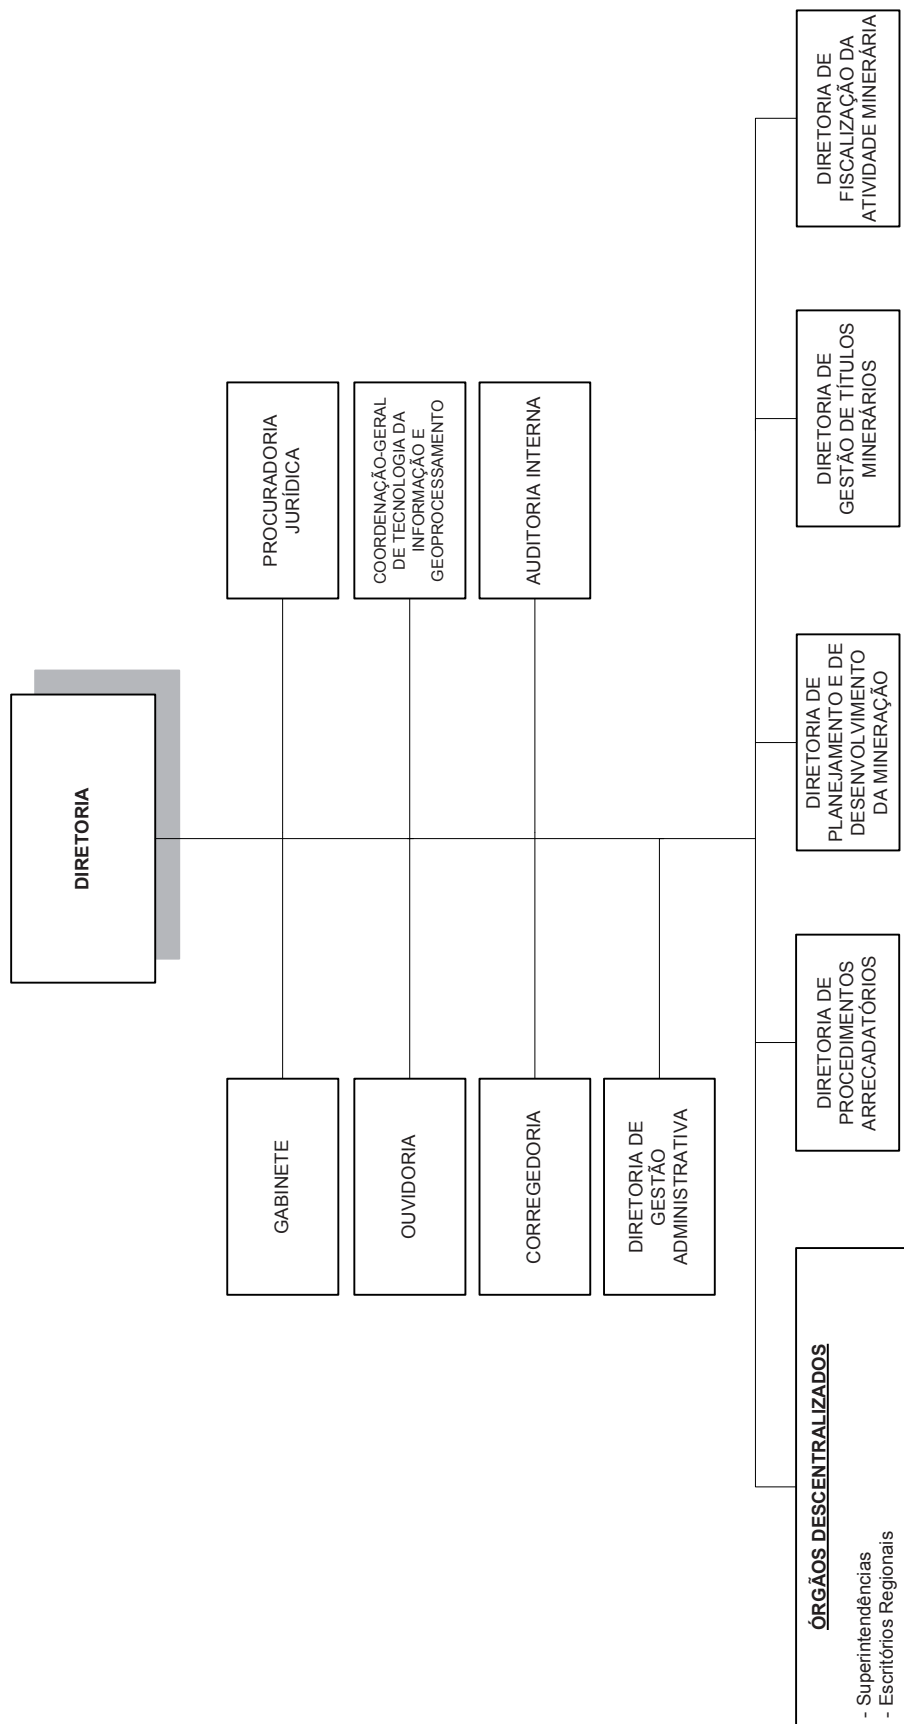 DIRETORIA
GABINETE
PROCURADORIA
JURÍDICA
OUVIDORIA
COORDENAÇÃO-GERAL
DE TECNOLOGIA DA
INFORMAÇÃO E
GEOPROCESSAMENTO
CORREGEDORIA
AUDITORIA INTERNA
DIRETORIA DE
GESTÃO
ADMINISTRATIVA
ÓRGÃOS DESCENTRALIZADOS
- Superintendências
- Escritórios Regionais
DIRETORIA DE
PROCEDIMENTOS
ARRECADATÓRIOS
DIRETORIA DE
PLANEJAMENTO E DE
DESENVOLVIMENTO
DA MINERAÇÃO
DIRETORIA DE
GESTÃO DE TÍTULOS
MINERÁRIOS
DIRETORIA DE
FISCALIZAÇÃO DA
ATIVIDADE MINERÁRIA